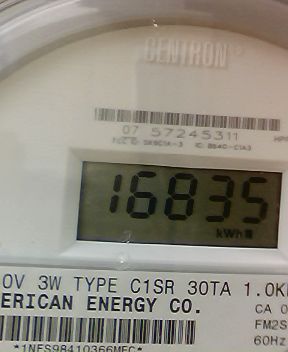 CENTRON
07 57245311
16835
kWh
0V 3W TYPE C1SR 30TA 1.0K
ERICAN ENERGY CO.
CA 0
FM2S
60Hz
*1NES98410366MEC*